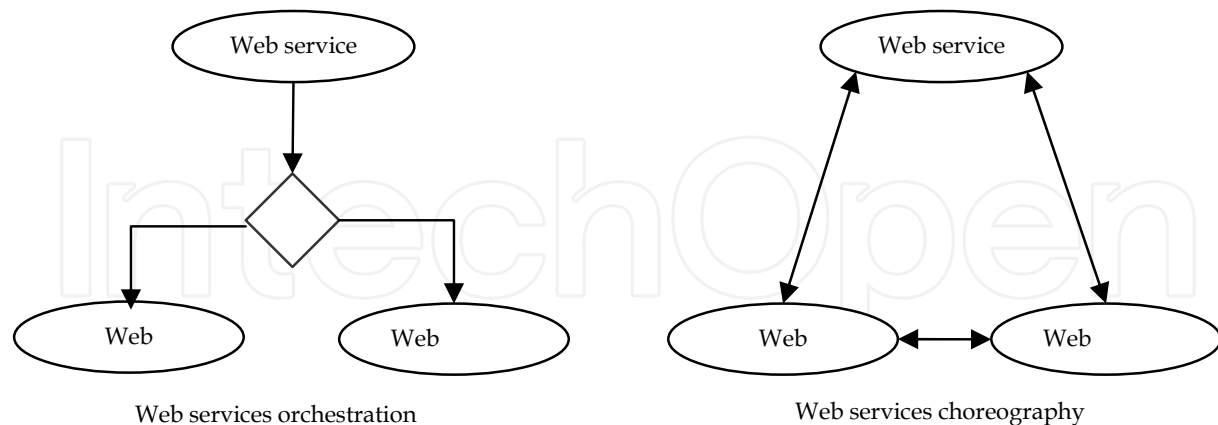 Web service
Web
Web
Web services orchestration
Web service
Web
Web
Web services choreography
IntechOpen